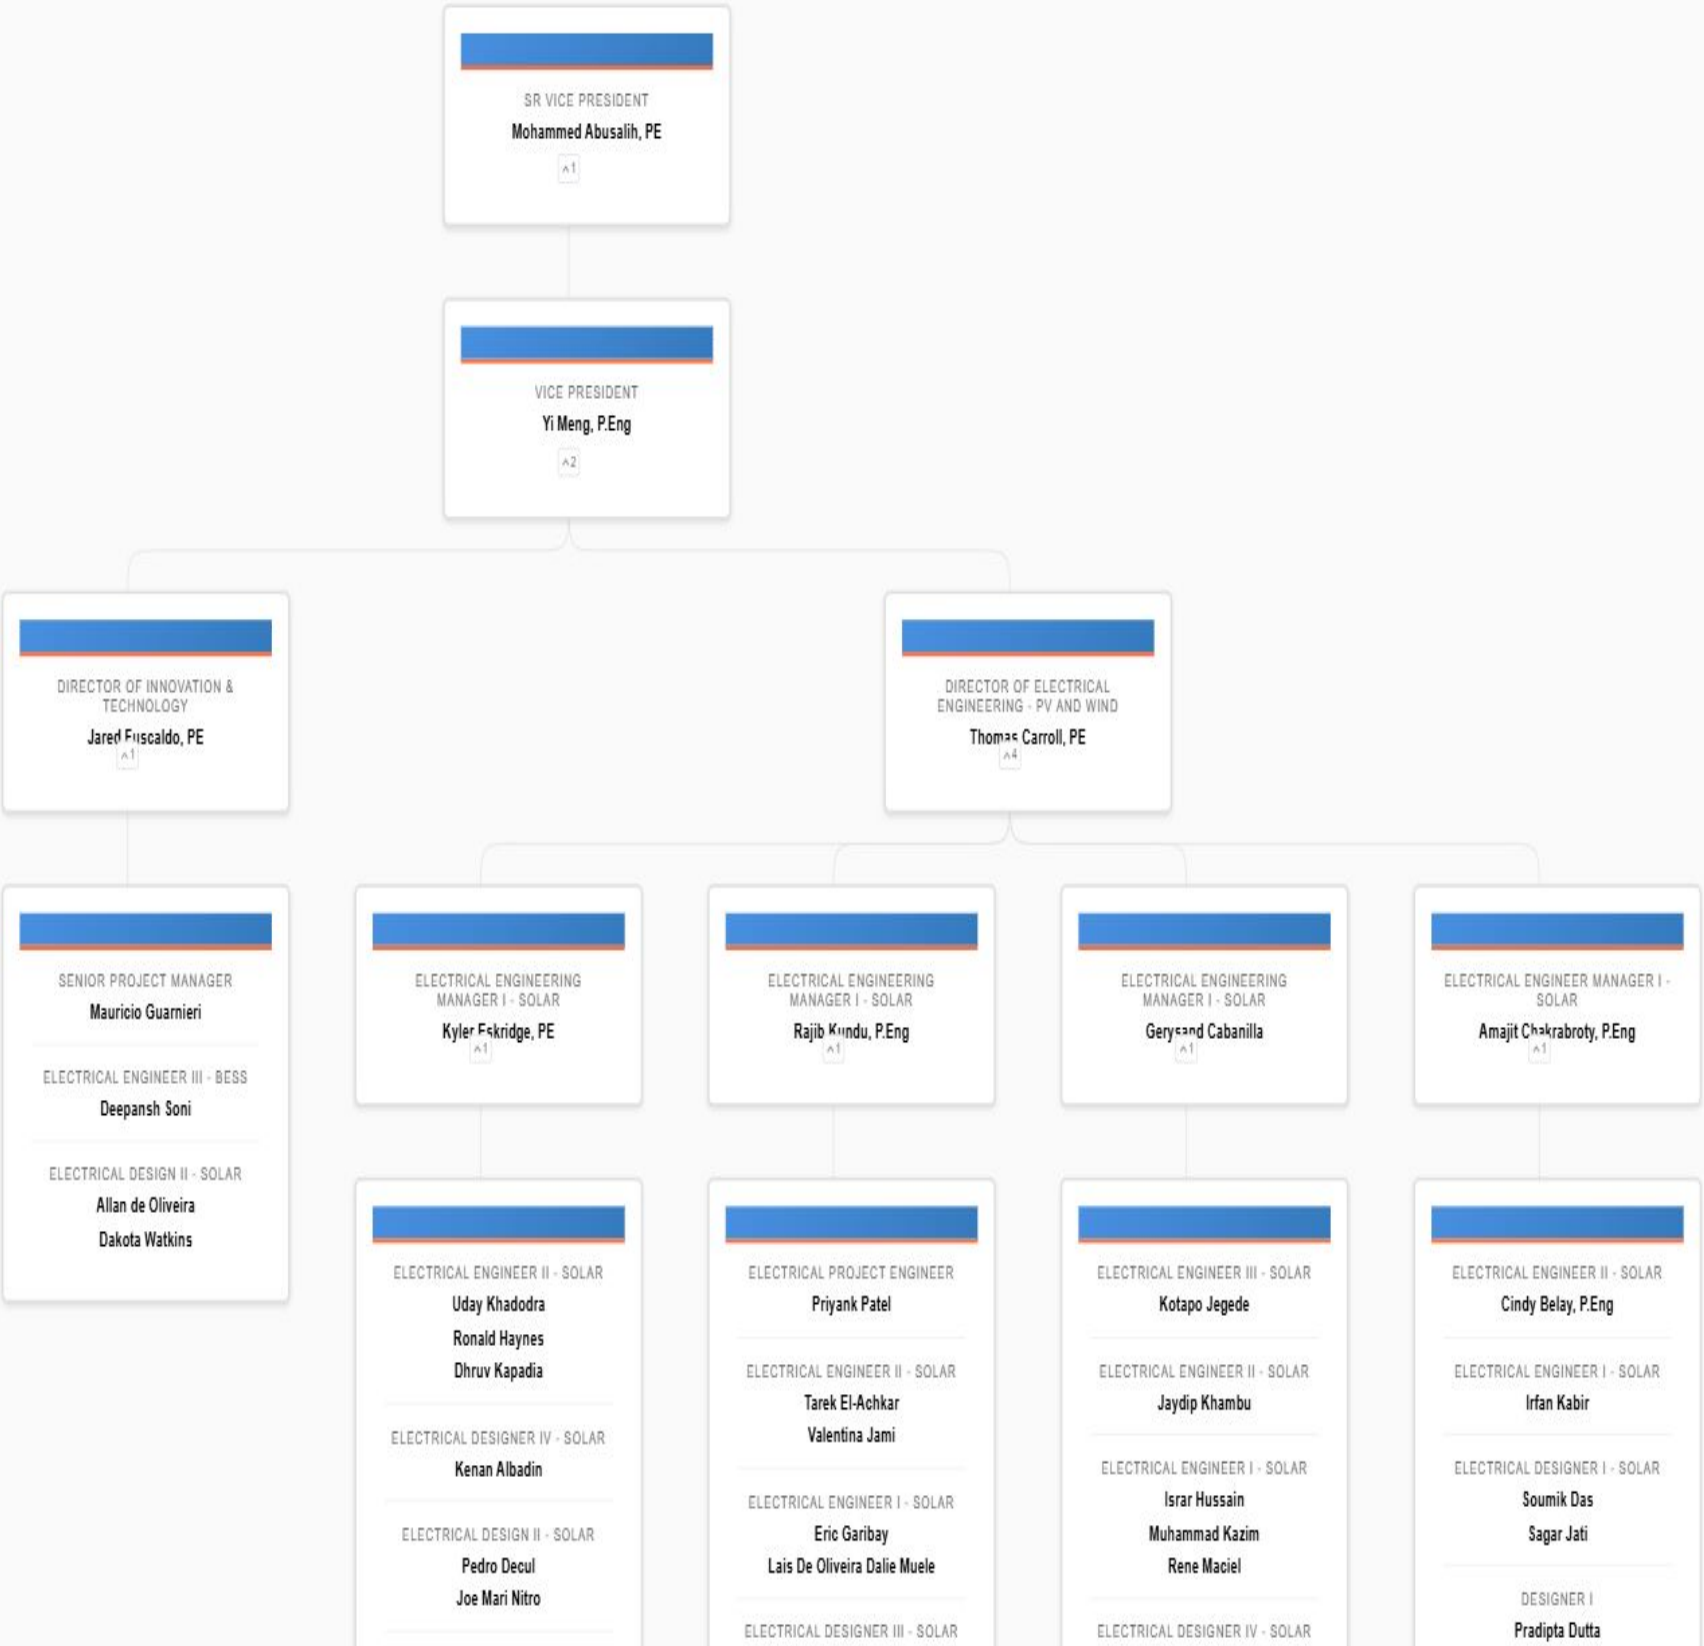 SR VICE PRESIDENT
Mohammed Abusalih, PE
^1
VICE PRESIDENT
Yi Meng, P.Eng
^2
DIRECTOR OF INNOVATION &
TECHNOLOGY
Jared Fuscaldo, PE
^1
DIRECTOR OF ELECTRICAL
ENGINEERING - PV AND WIND
Thomas Carroll, PE
^4
SENIOR PROJECT MANAGER
Mauricio Guarnieri
ELECTRICAL ENGINEER III - BESS
Deepansh Soni
ELECTRICAL DESIGN II - SOLAR
Allan de Oliveira
Dakota Watkins
ELECTRICAL ENGINEERING
MANAGER I - SOLAR
Kyler Eskridge, PE
^1
ELECTRICAL ENGINEER II - SOLAR
Uday Khadodra
Ronald Haynes
Dhruv Kapadia
ELECTRICAL DESIGNER IV - SOLAR
Kenan Albadin
ELECTRICAL DESIGN II - SOLAR
Pedro Decul
Joe Mari Nitro
ELECTRICAL ENGINEERING
MANAGER I - SOLAR
Rajib Kundu, P.Eng
^1
ELECTRICAL PROJECT ENGINEER
Priyank Patel
ELECTRICAL ENGINEER II - SOLAR
Tarek El-Achkar
Valentina Jami
ELECTRICAL ENGINEER I - SOLAR
Eric Garibay
Lais De Oliveira Dalie Muele
ELECTRICAL DESIGNER III - SOLAR
ELECTRICAL ENGINEERING
MANAGER I - SOLAR
Gerysand Cabanilla
^1
ELECTRICAL ENGINEER III - SOLAR
Kotapo Jegede
ELECTRICAL ENGINEER II - SOLAR
Jaydip Khambu
ELECTRICAL ENGINEER I - SOLAR
Israr Hussain
Muhammad Kazim
Rene Maciel
ELECTRICAL DESIGNER IV - SOLAR
ELECTRICAL ENGINEER MANAGER I -
SOLAR
Amajit Chakrabroty, P.Eng
^1
ELECTRICAL ENGINEER II - SOLAR
Cindy Belay, P.Eng
ELECTRICAL ENGINEER I - SOLAR
Irfan Kabir
ELECTRICAL DESIGNER I - SOLAR
Soumik Das
Sagar Jati
DESIGNER I
Pradipta Dutta